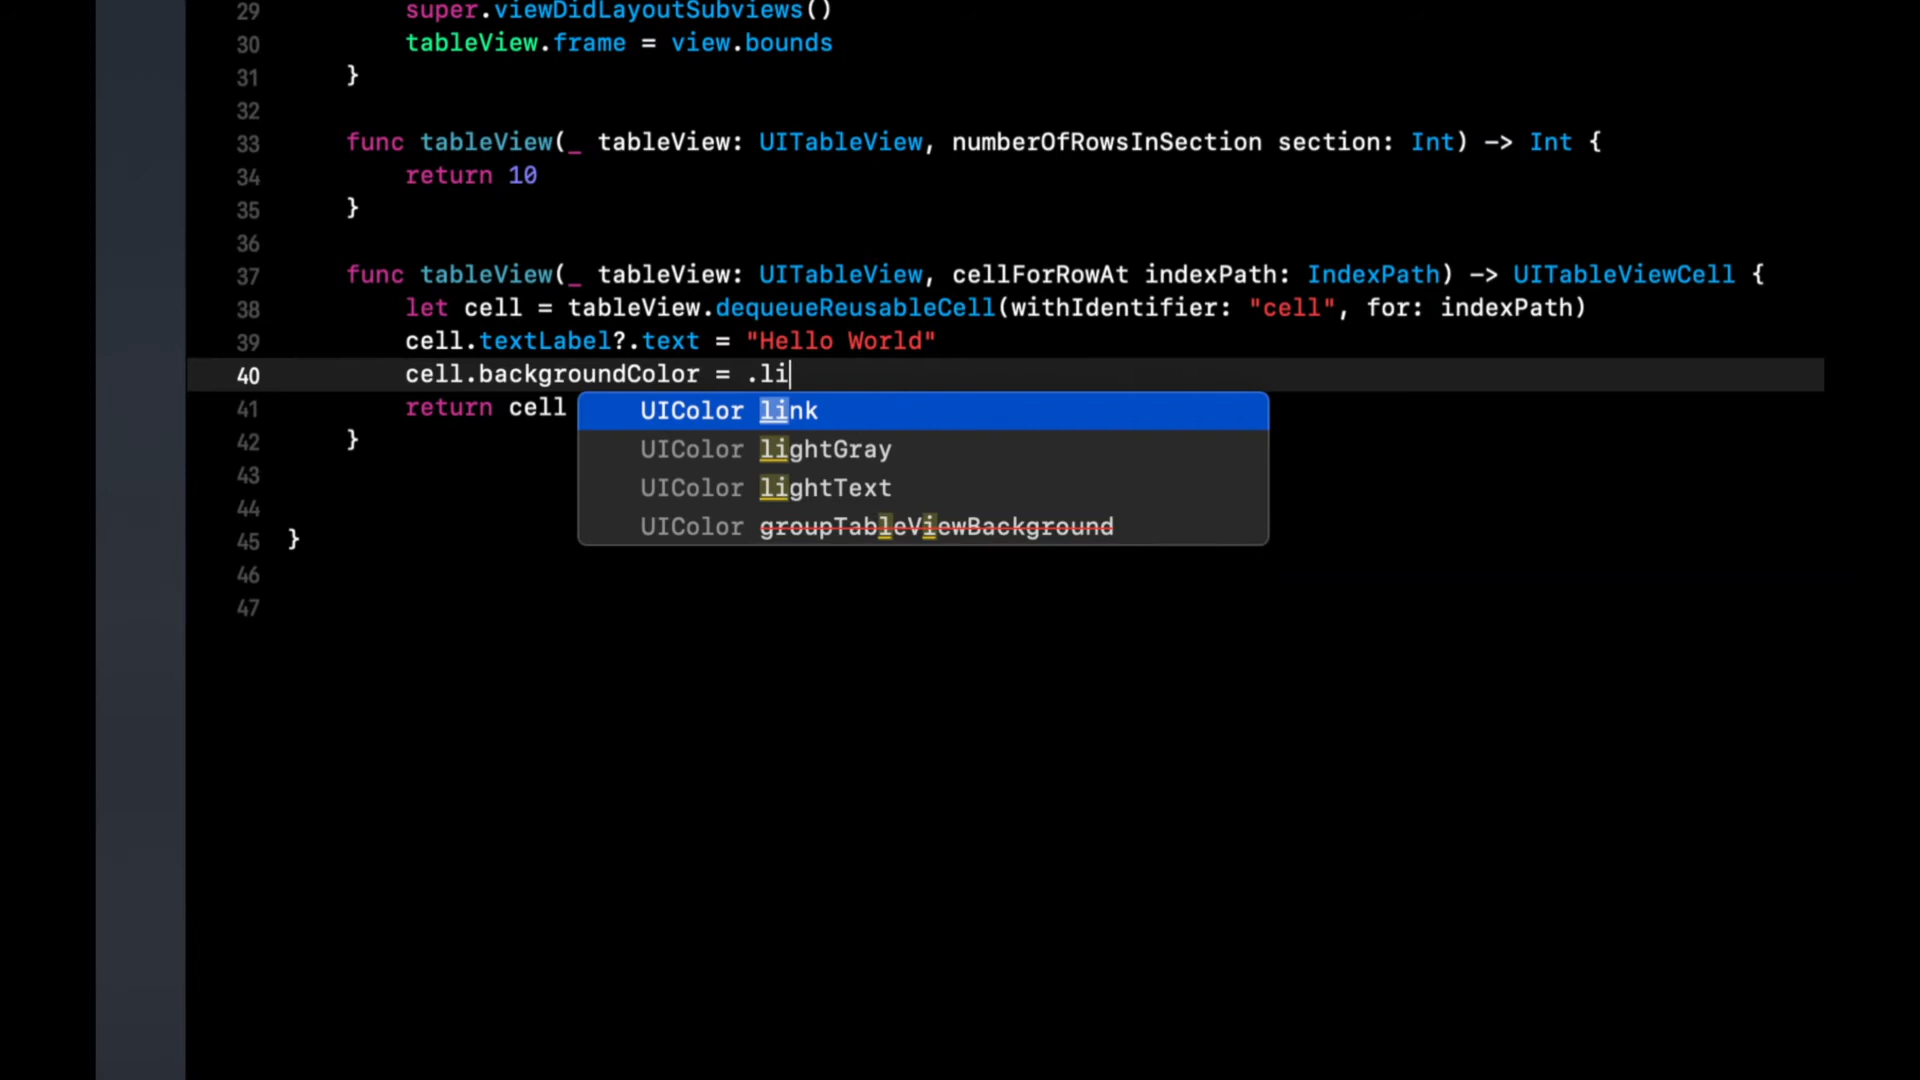 29 super.viewDidLayoutSubviews()
30 tableView.frame = view.bounds
31 }
32
33 func tableView(_ tableView: UITableView, numberOfRowsInSection section: Int) -> Int {
34 return 10
35 }
36
37 func tableView(_ tableView: UITableView, cellForRowAt indexPath: IndexPath) -> UITableViewCell {
38 let cell = tableView.dequeueReusableCell(withIdentifier: "cell", for: indexPath)
39 cell.textLabel?.text = "Hello World"
40 cell.backgroundColor = .li
41 return cell
UIColor link
UIColor lightGray
42 }
43
UIColor lightText
44
UIColor groupTableViewBackground
45 }
46
47